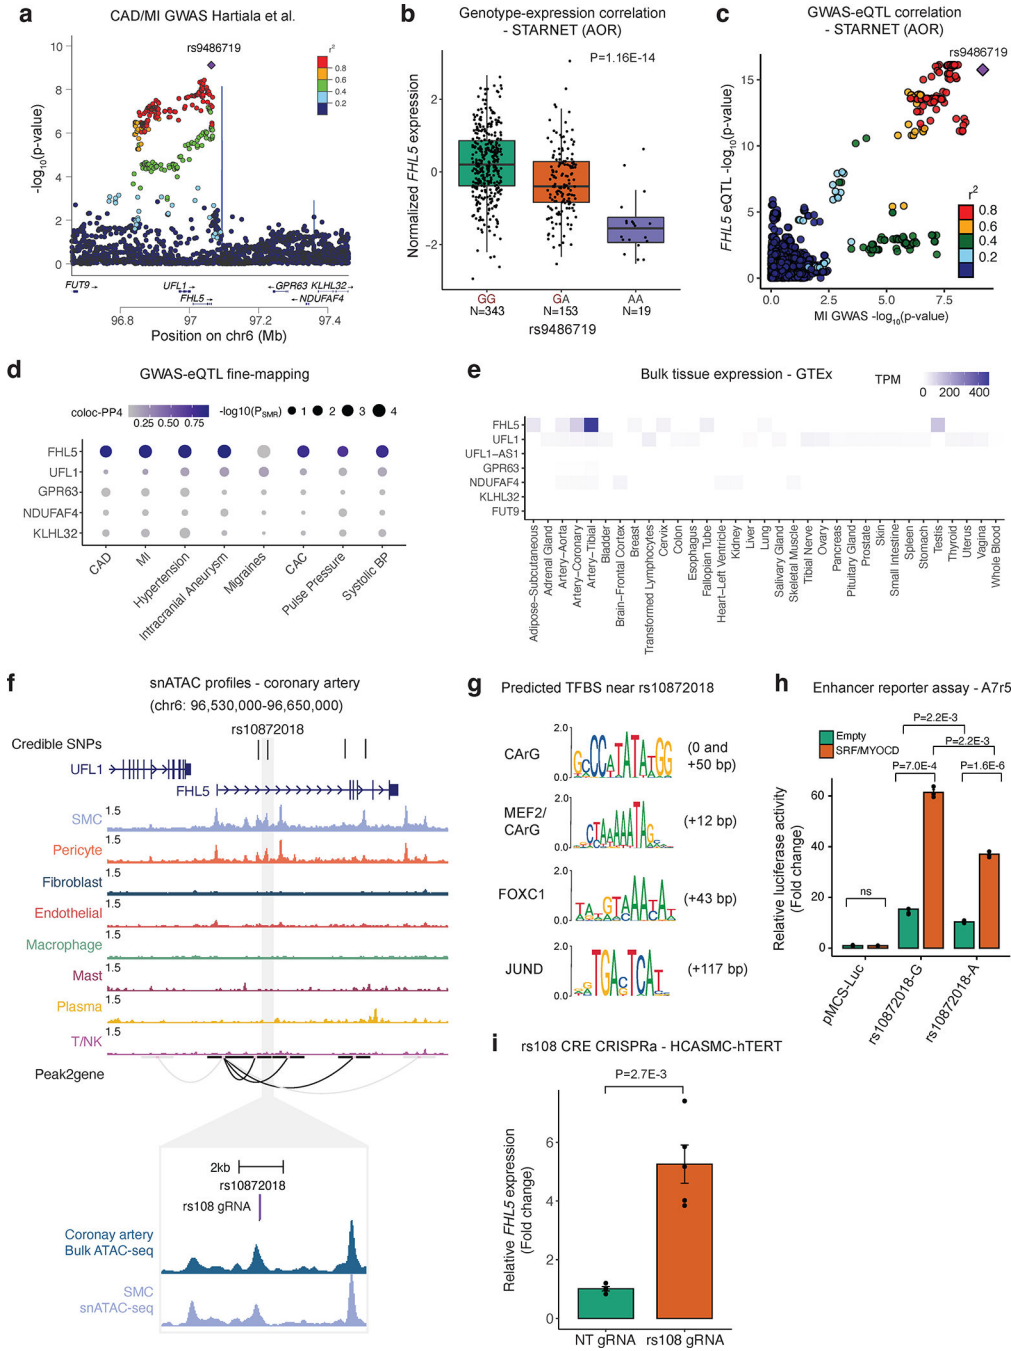 a
CAD/MI GWAS Hartiala et al.
rs9486719
r²
0.8
0.6
0.4
0.2
-log₁₀(p-value)
10
8
6
4
2
0
FUT9→
UFL1→
FHL5→
←GPR63
KLHL32→
←NDUFAF4
96.8
97
97.2
97.4
Position on chr6 (Mb)
b
Genotype-expression correlation
- STARNET (AOR)
P=1.16E-14
Normalized FHL5 expression
2
0
-2
GG
GA
AA
N=343
N=153
N=19
rs9486719
c
GWAS-eQTL correlation
- STARNET (AOR)
rs9486719
FHL5 eQTL -log₁₀(p-value)
15
10
5
0
r²
0.8
0.6
0.4
0.2
0.0
2.5
5.0
7.5
MI GWAS -log₁₀(p-value)
d
GWAS-eQTL fine-mapping
coloc-PP4
0.25 0.50 0.75
-log10(P_SMR)
1
2
3
4
FHL5
UFL1
GPR63
NDUFAF4
KLHL32
CAD
MI
Hypertension
Intracranial Aneurysm
Migraines
CAC
Pulse Pressure
Systolic BP
e
Bulk tissue expression - GTEx
TPM
0 200 400
FHL5
UFL1
UFL1-AS1
GPR63
NDUFAF4
KLHL32
FUT9
Adipose-Subcutaneous
Adrenal Gland
Artery-Aorta
Artery-Coronary
Artery-Tibial
Bladder
Brain-Frontal Cortex
Breast
Transformed Lymphocytes
Cervix
Colon
Esophagus
Fallopian Tube
Heart-Left Ventricle
Kidney
Liver
Lung
Salivary Gland
Skeletal Muscle
Tibial Nerve
Ovary
Pancreas
Pituitary Gland
Prostate
Skin
Small Intestine
Spleen
Stomach
Testis
Thyroid
Uterus
Vagina
Whole Blood
f
snATAC profiles - coronary artery
(chr6: 96,530,000-96,650,000)
rs10872018
Credible SNPs
UFL1
FHL5
1.5
SMC
1.5
Pericyte
1.5
Fibroblast
1.5
Endothelial
1.5
Macrophage
1.5
Mast
1.5
Plasma
1.5
T/NK
Peak2gene
2kb
rs10872018
rs108 gRNA
Coronay artery
Bulk ATAC-seq
SMC
snATAC-seq
g
Predicted TFBS near rs10872018
2.0
CArG
0.0
(0 and
+50 bp)
2.0
MEF2/
CArG
0.0
(+12 bp)
2.0
FOXC1
0.0
(+43 bp)
2.0
JUND
0.0
(+117 bp)
h
Enhancer reporter assay - A7r5
Empty
SRF/MYOCD
P=2.2E-3
P=2.2E-3
P=7.0E-4
P=1.6E-6
ns
Relative luciferase activity
(Fold change)
60
40
20
0
pMCS-Luc
rs10872018-G
rs10872018-A
i
rs108 CRE CRISPRa - HCASMC-hTERT
P=2.7E-3
Relative FHL5 expression
(Fold change)
6
4
2
0
NT gRNA
rs108 gRNA